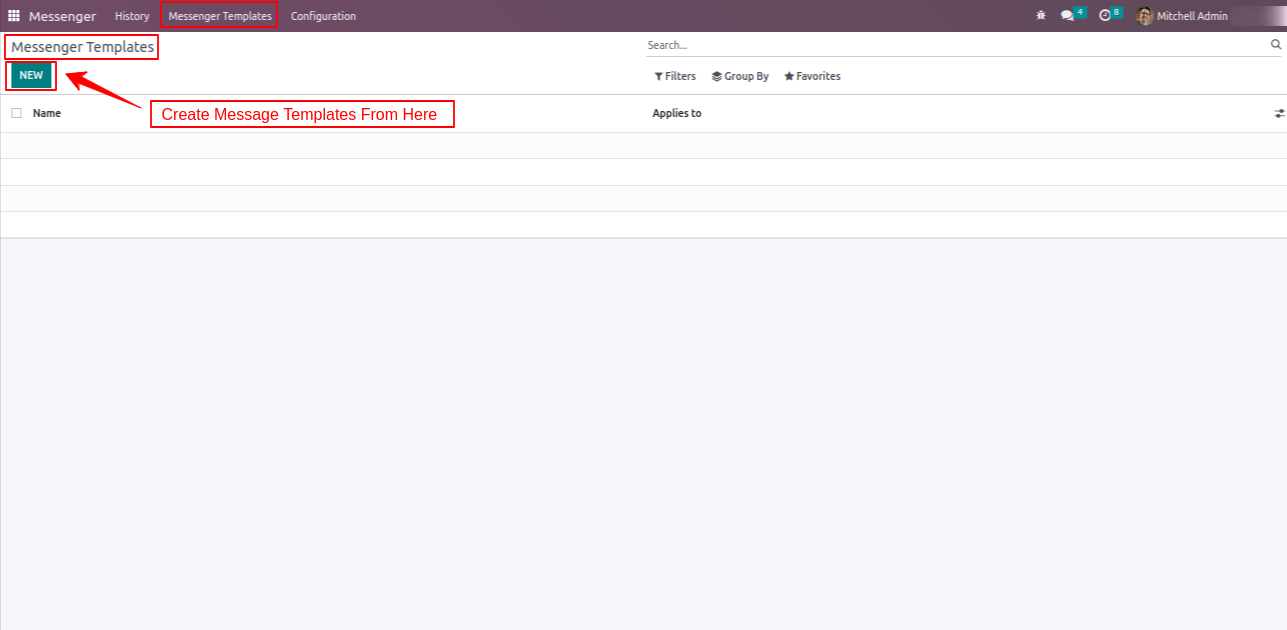 Messenger History Messenger Templates Configuration 4 8 Mitchell Admin
Messenger Templates Search...
NEW Filters Group By Favorites
Create Message Templates From Here
Name Applies to